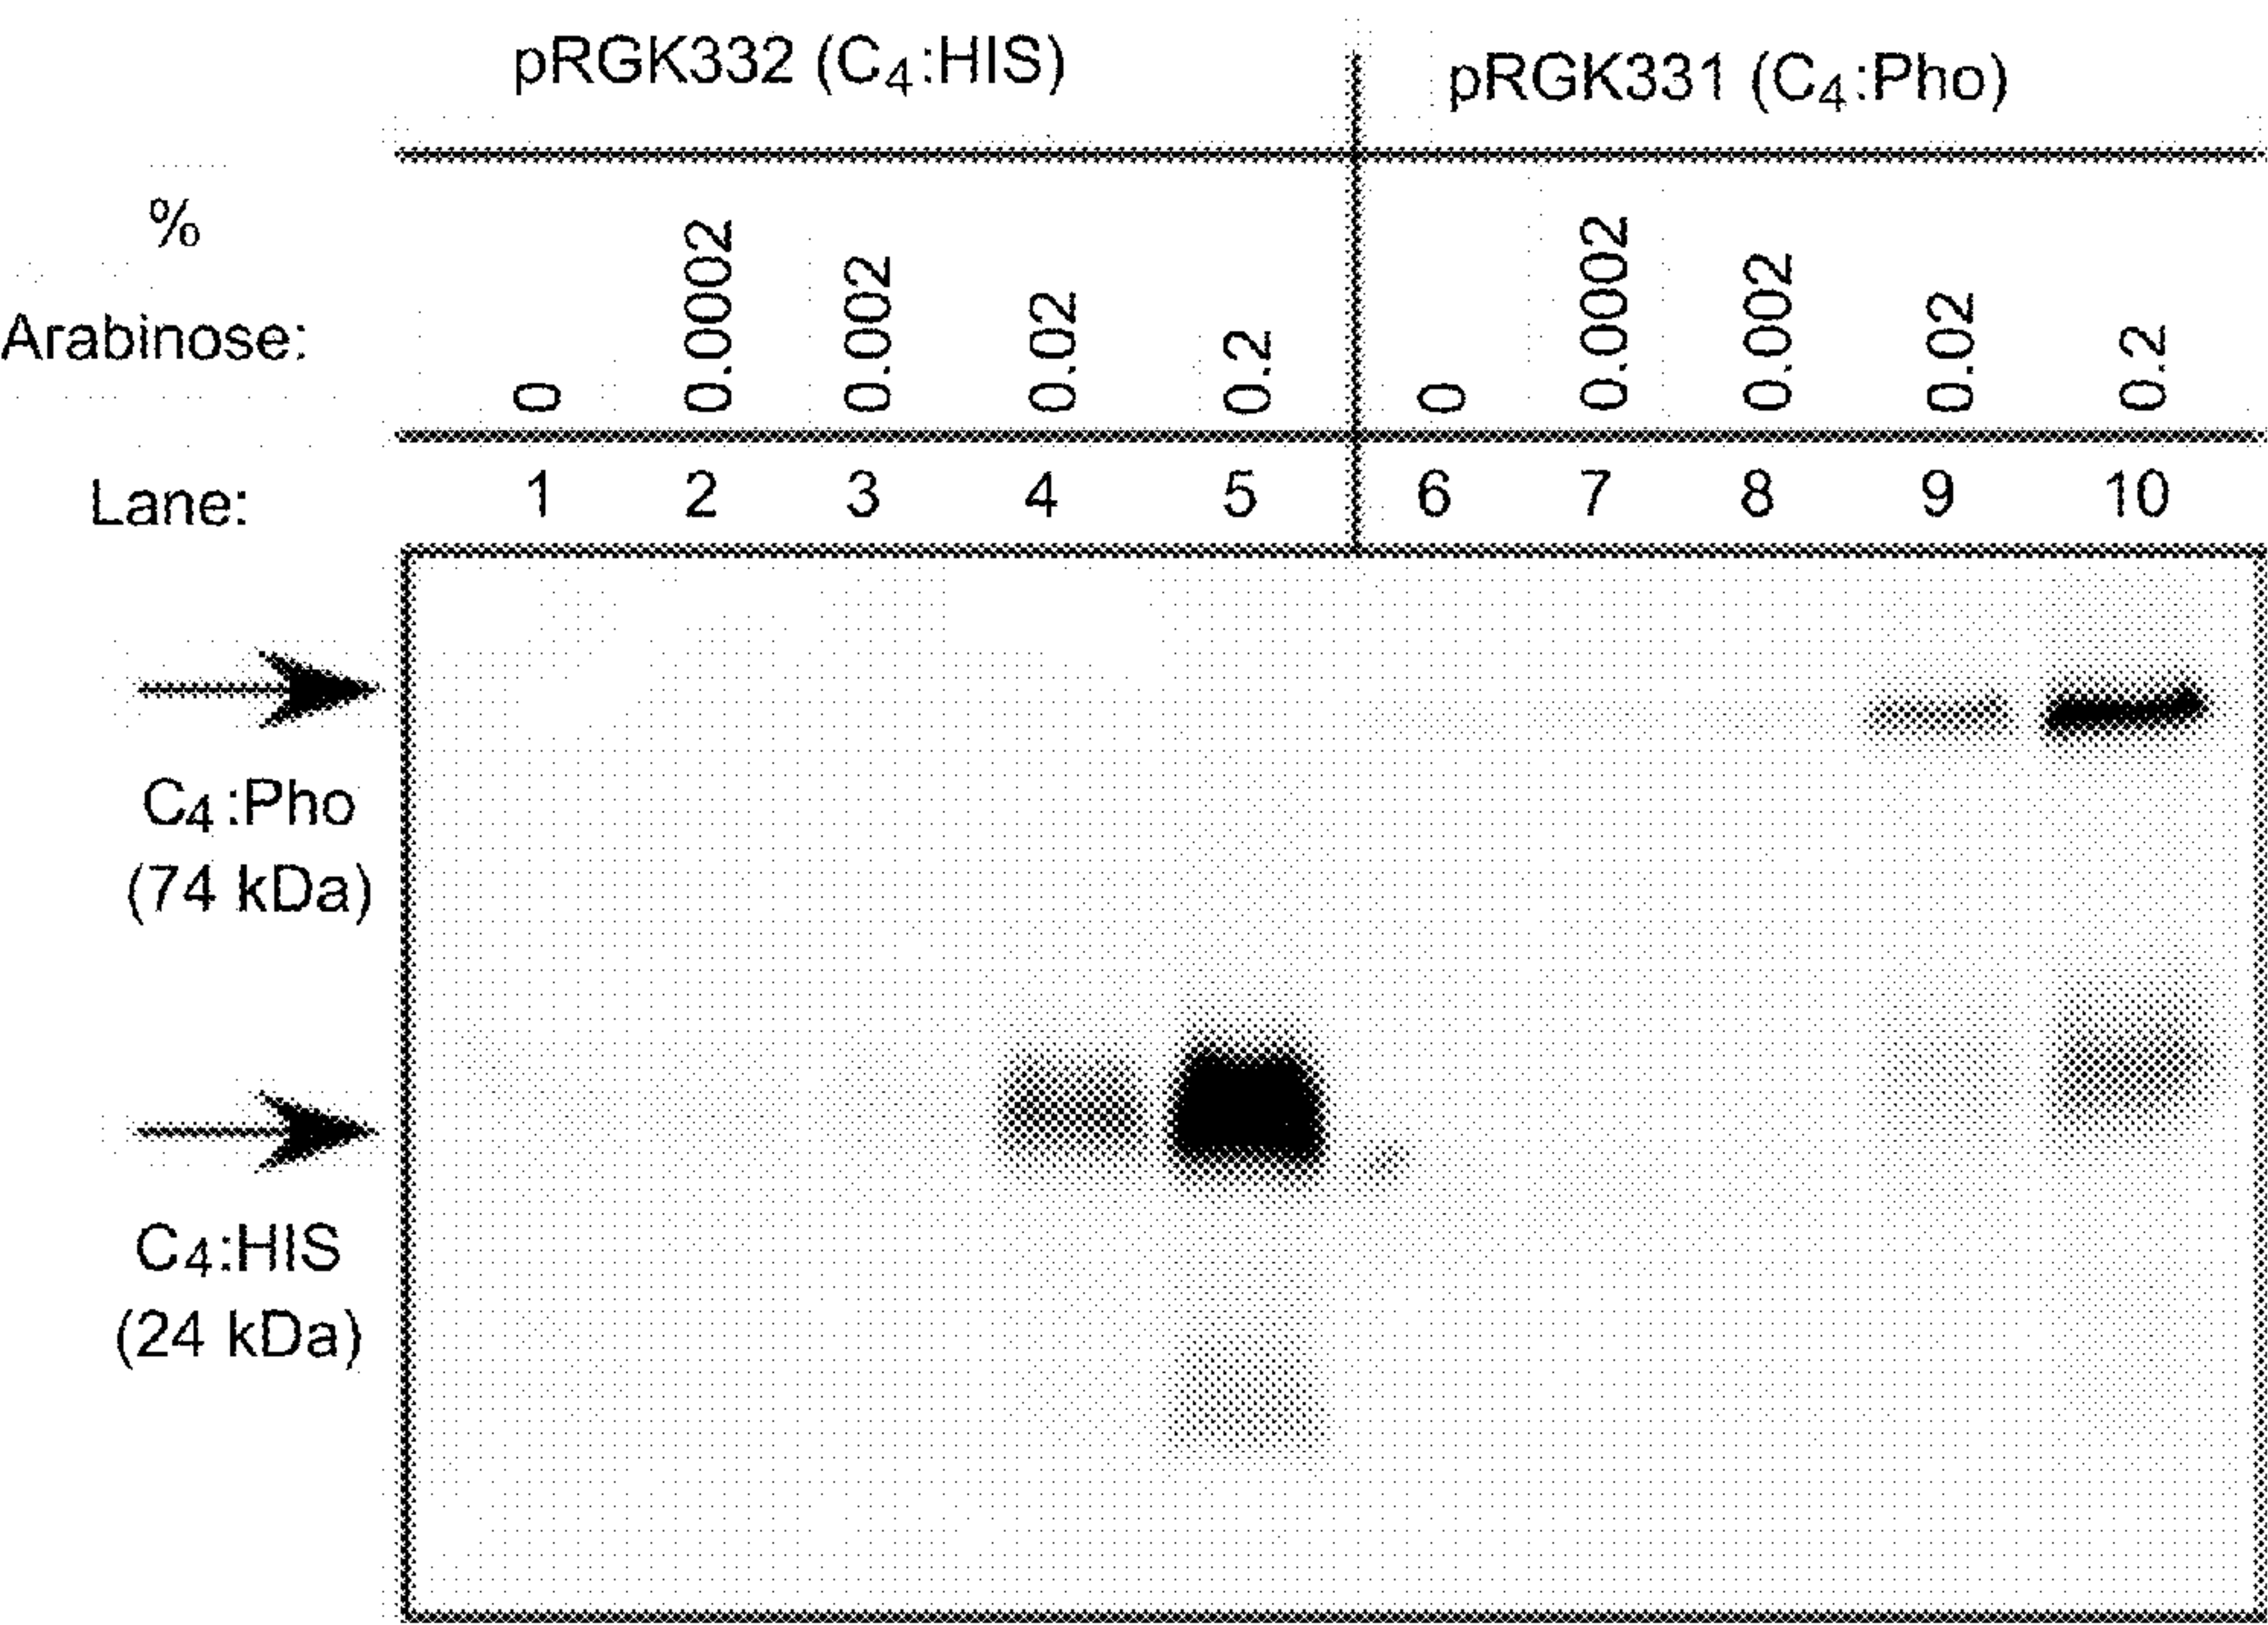 pRGK332 (C4:HIS) pRGK331 (C4:Pho)
%
Arabinose: 0 0.0002 0.002 0.02 0.2 0 0.0002 0.002 0.02 0.2
Lane: 1 2 3 4 5 6 7 8 9 10
C4:Pho
(74 kDa)
C4:HIS
(24 kDa)